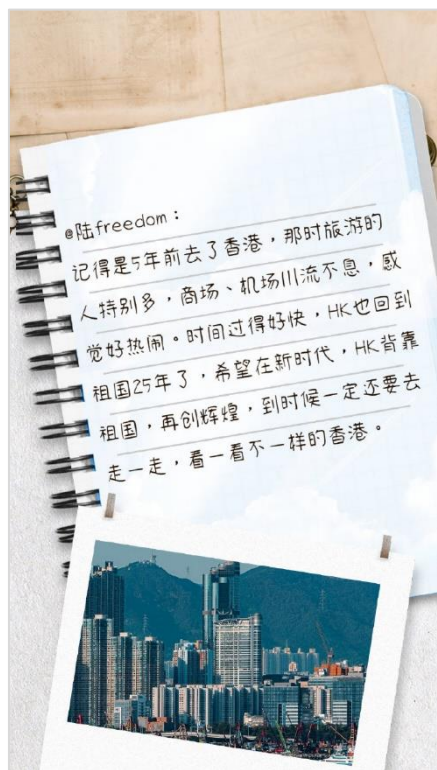 @陆freedom：
记得是5年前去了香港，那时旅游的
人特别多，商场、机场川流不息，感
觉好热闹。时间过得好快，HK也回到
祖国25年了，希望在新时代，HK背靠
祖国，再创辉煌，到时候一定还要去
走一走，看一看不一样的香港。